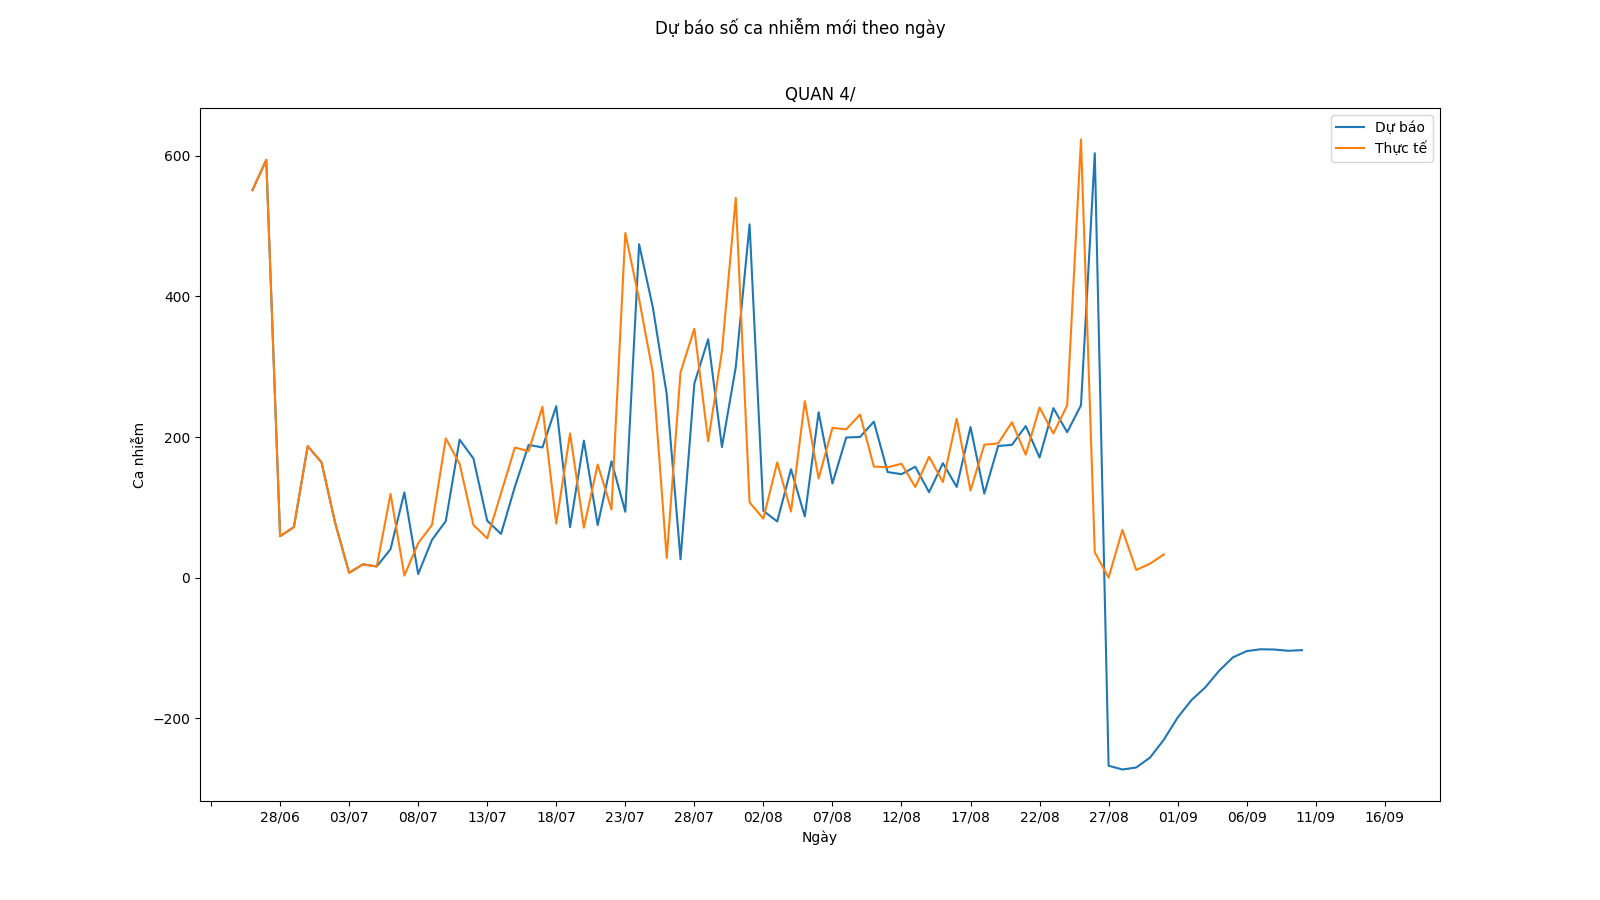 Dự báo số ca nhiễm mới theo ngày
QUAN 4/
Dự báo
Thực tế
600
400
200
0
−200
Ca nhiễm
28/06 03/07 08/07 13/07 18/07 23/07 28/07 02/08 07/08 12/08 17/08 22/08 27/08 01/09 06/09 11/09 16/09
Ngày